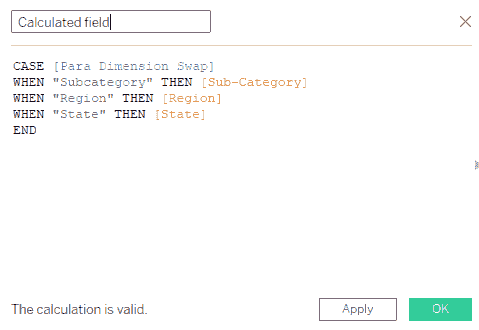 Calculated field
CASE [Para Dimension Swap]
WHEN "Subcategory" THEN [Sub-Category]
WHEN "Region" THEN [Region]
WHEN "State" THEN [State]
END
The calculation is valid.
Apply
OK